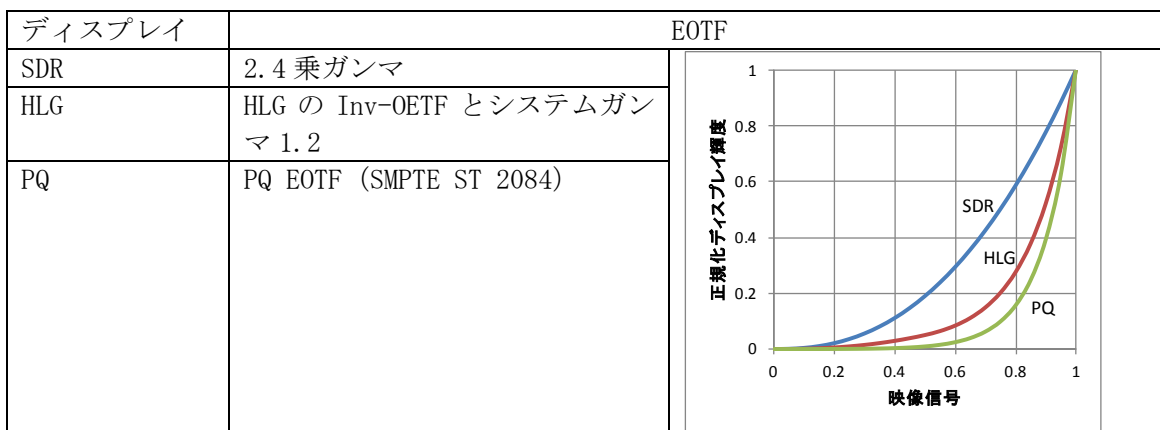 ディスプレイ
EOTF
SDR
2.4 乗ガンマ
HLG
HLG の Inv-OETF とシステムガン
マ 1.2
PQ
PQ EOTF (SMPTE ST 2084)
1
0.8
0.6
0.4
0.2
0
正規化ディスプレイ輝度
SDR
HLG
PQ
0 0.2 0.4 0.6 0.8 1
映像信号